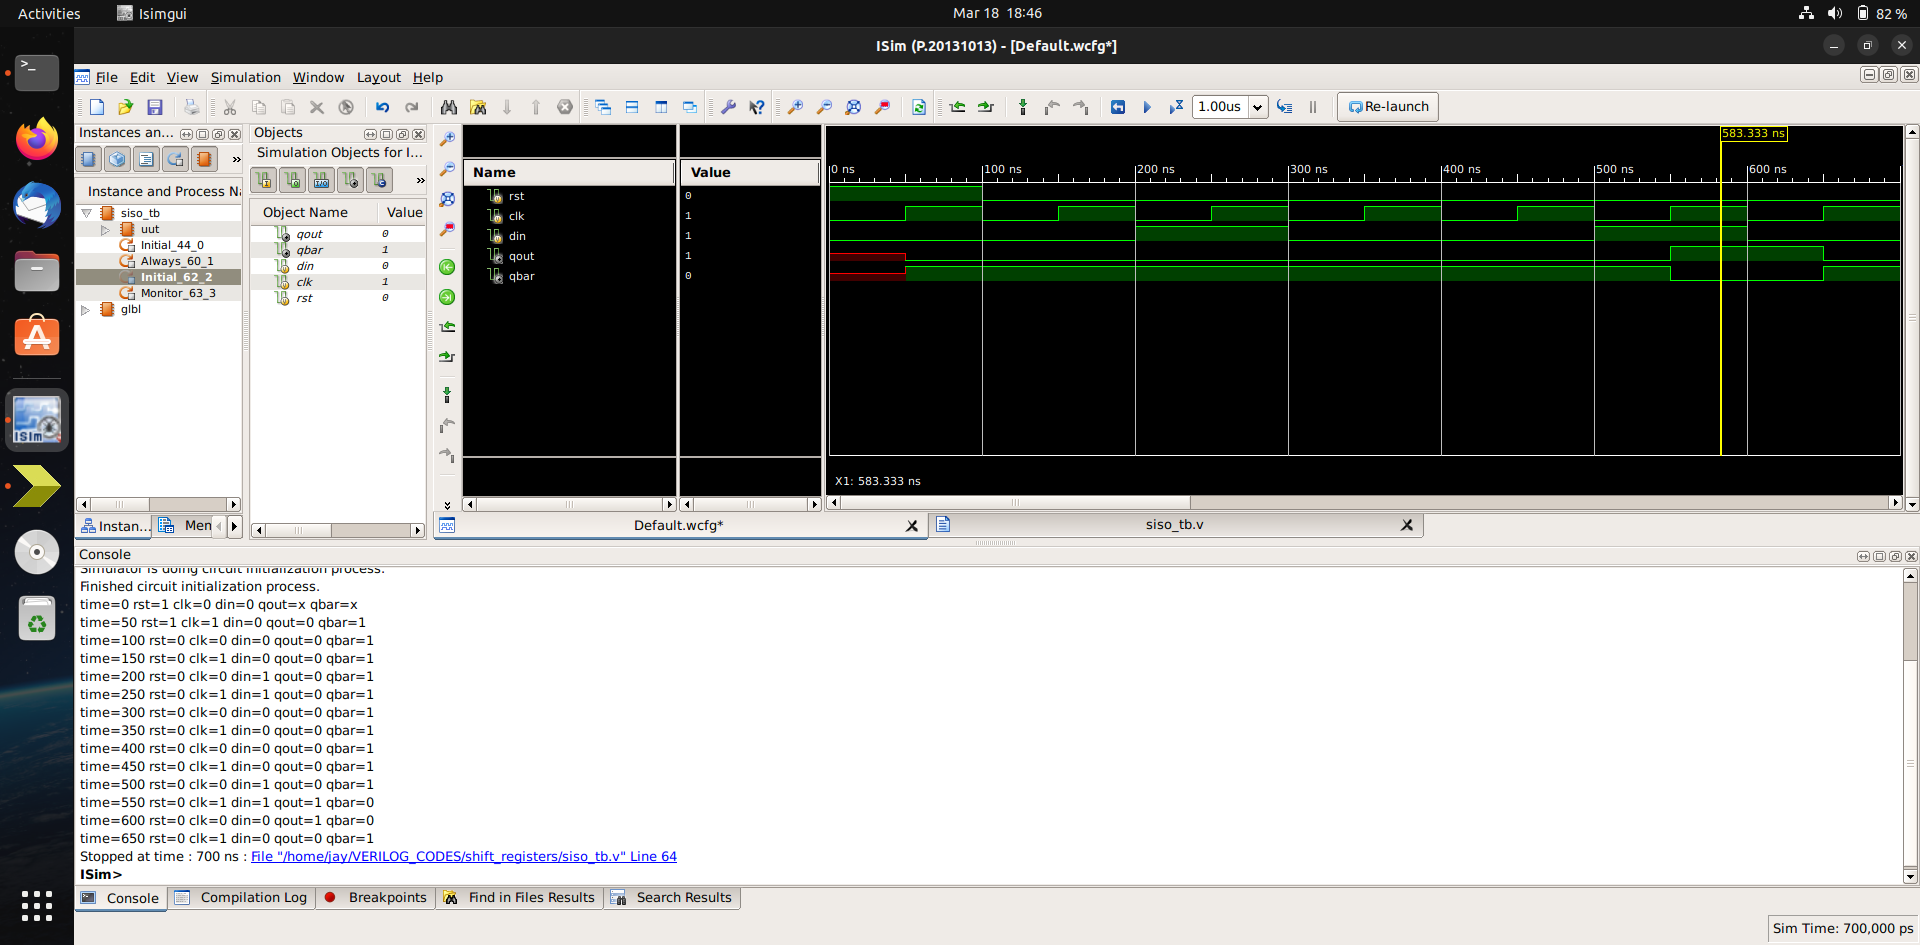 Activities
Isimgui
Mar 18 18:46
82 %
ISim (P.20131013) - [Default.wcfg*]
File Edit View Simulation Window Layout Help
1.00us
Re-launch
Instances an...
Instance and Process Na
siso_tb
uut
Initial_44_0
Always_60_1
Initial_62_2
Monitor_63_3
glbl
Instan...
Men
Objects
Simulation Objects for I...
Object Name Value
qout 0
qbar 1
din 0
clk 1
rst 0
Name Value
rst 0
clk 1
din 1
qout 1
qbar 0
583.333 ns
0 ns 100 ns 200 ns 300 ns 400 ns 500 ns 600 ns
X1: 583.333 ns
Default.wcfg*
siso_tb.v
Console
Simulator is doing circuit initialization process.
Finished circuit initialization process.
time=0 rst=1 clk=0 din=0 qout=x qbar=x
time=50 rst=1 clk=1 din=0 qout=0 qbar=1
time=100 rst=0 clk=0 din=0 qout=0 qbar=1
time=150 rst=0 clk=1 din=0 qout=0 qbar=1
time=200 rst=0 clk=0 din=1 qout=0 qbar=1
time=250 rst=0 clk=1 din=1 qout=0 qbar=1
time=300 rst=0 clk=0 din=0 qout=0 qbar=1
time=350 rst=0 clk=1 din=0 qout=0 qbar=1
time=400 rst=0 clk=0 din=0 qout=0 qbar=1
time=450 rst=0 clk=1 din=0 qout=0 qbar=1
time=500 rst=0 clk=0 din=1 qout=0 qbar=1
time=550 rst=0 clk=1 din=1 qout=1 qbar=0
time=600 rst=0 clk=0 din=0 qout=1 qbar=0
time=650 rst=0 clk=1 din=0 qout=0 qbar=1
Stopped at time : 700 ns : File "/home/jay/VERILOG_CODES/shift_registers/siso_tb.v" Line 64
ISim>
Console
Compilation Log
Breakpoints
Find in Files Results
Search Results
Sim Time: 700,000 ps
ISim